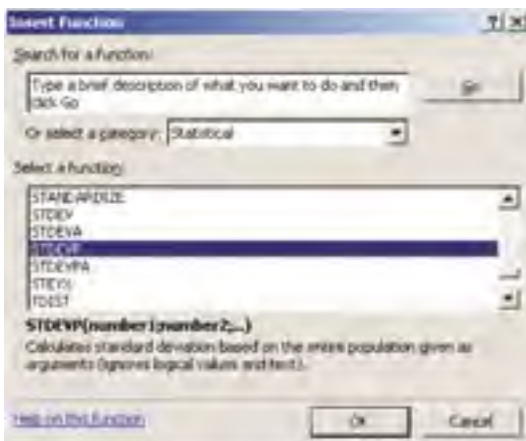 Insert Function
Search for a function:
Type a brief description of what you want to do and then
click Go
Go
Or select a category: Statistical
Select a function:
STANDARDIZE
STDEV
STDEVA
STDEVP
STDEVPA
STEYX
TDIST
STDEVP(number1;number2;...)
Calculates standard deviation based on the entire population given as
arguments (ignores logical values and text).
Help on this function
OK
Cancel